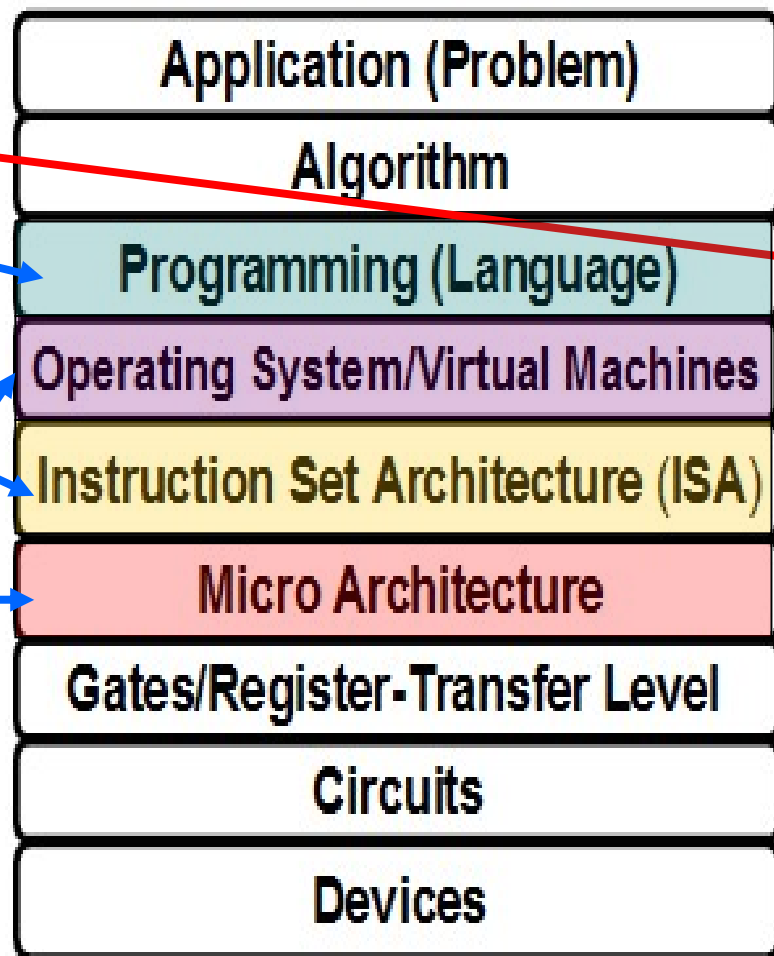 Application (Problem)
Algorithm
Programming (Language)
Operating System/Virtual Machines
Instruction Set Architecture (ISA)
Micro Architecture
Gates/Register-Transfer Level
Circuits
Devices